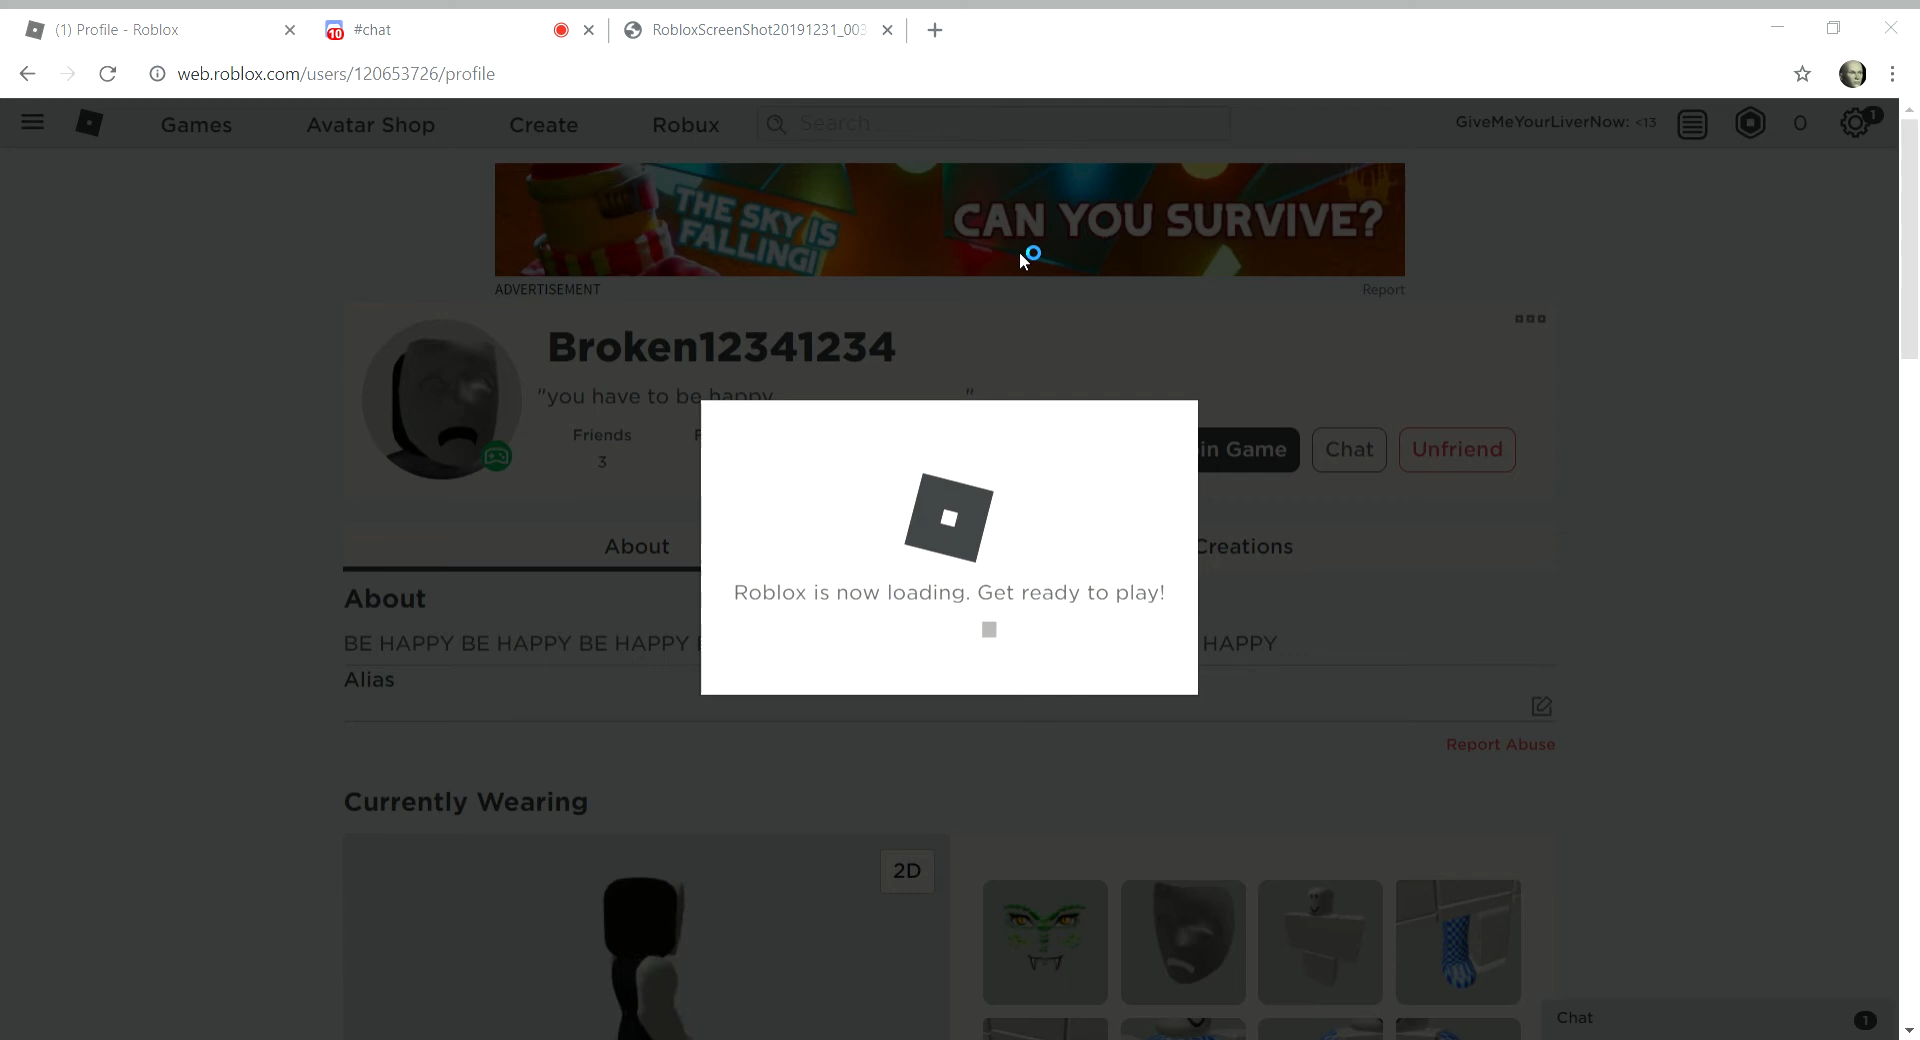 (1) Profile - Roblox
10 #chat
RobloxScreenShot20191231_003
web.roblox.com/users/120653726/profile
Games Avatar Shop Create Robux Search GiveMeYourLiverNow: <13 0 1
THE SKY IS FALLING! CAN YOU SURVIVE?
ADVERTISEMENT Report
Broken12341234
"you have to be happy "
Friends
3
in Game Chat Unfriend
Roblox is now loading. Get ready to play!
About Creations
About
BE HAPPY BE HAPPY BE HAPPY HAPPY
Alias
Report Abuse
Currently Wearing
2D
Chat 1